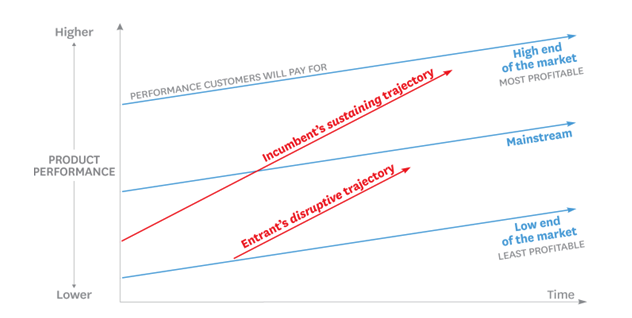 Higher
PERFORMANCE CUSTOMERS WILL PAY FOR
Incumbent's sustaining trajectory
High end
of the market
MOST PROFITABLE
PRODUCT
PERFORMANCE
Mainstream
Entrant's disruptive trajectory
Low end
of the market
LEAST PROFITABLE
Lower
Time